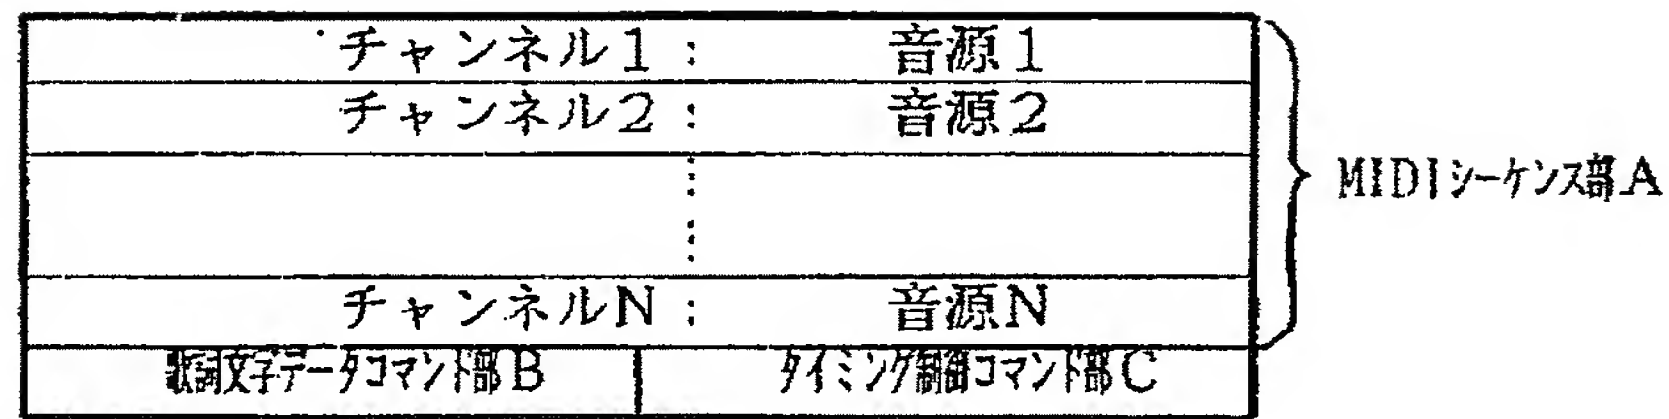 チャンネル1: 音源1
チャンネル2: 音源2
チャンネルN: 音源N
MIDIシーケンス部A
歌詞文字データコマンド部B
タイミング制御コマンド部C